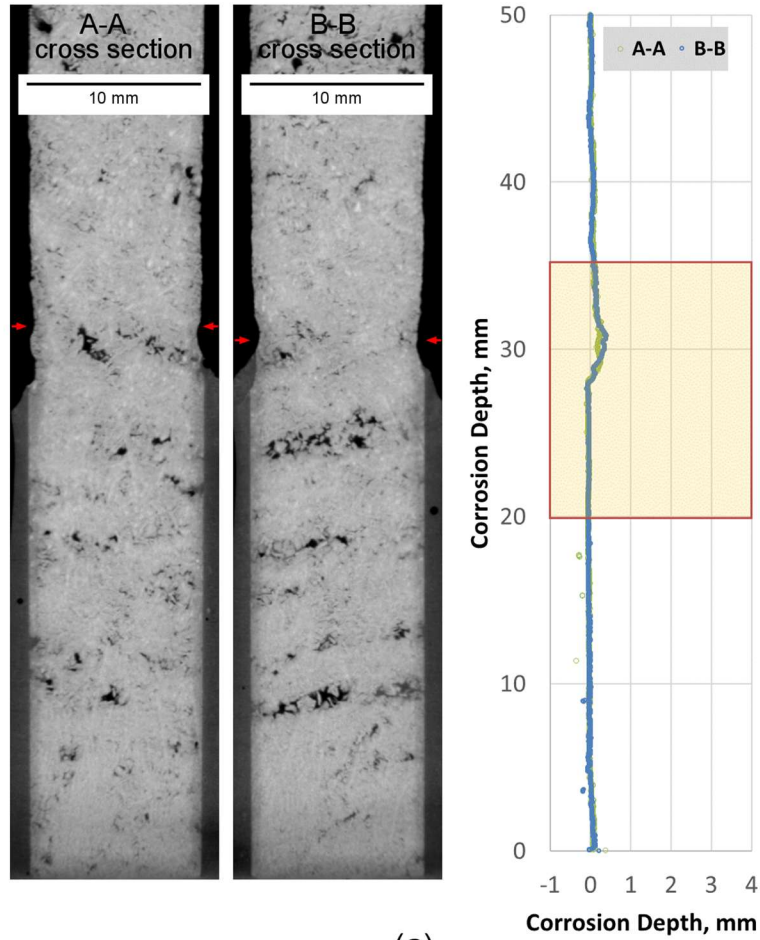 A-A
cross section
10 mm
B-B
cross section
10 mm
A-A B-B
50
40
30
20
10
0
Corrosion Depth, mm
-1 0 1 2 3 4
Corrosion Depth, mm